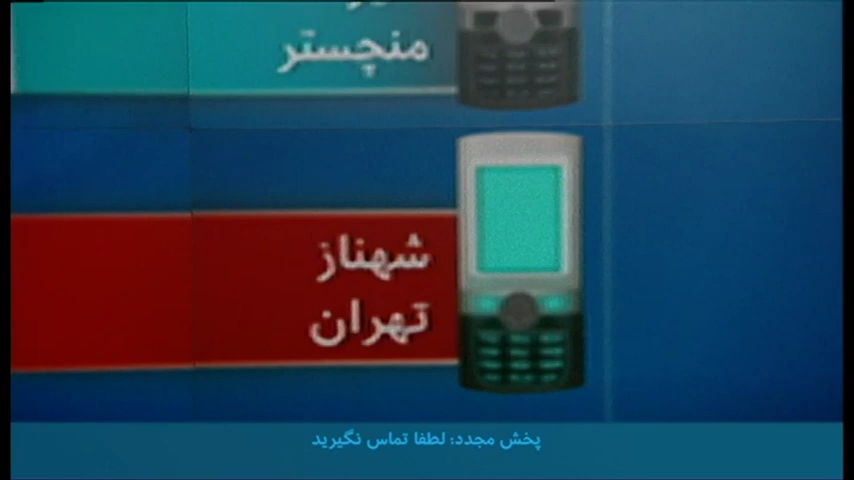 منچستر
شهناز
تهران
پخش مجدد: لطفا تماس نگیرید